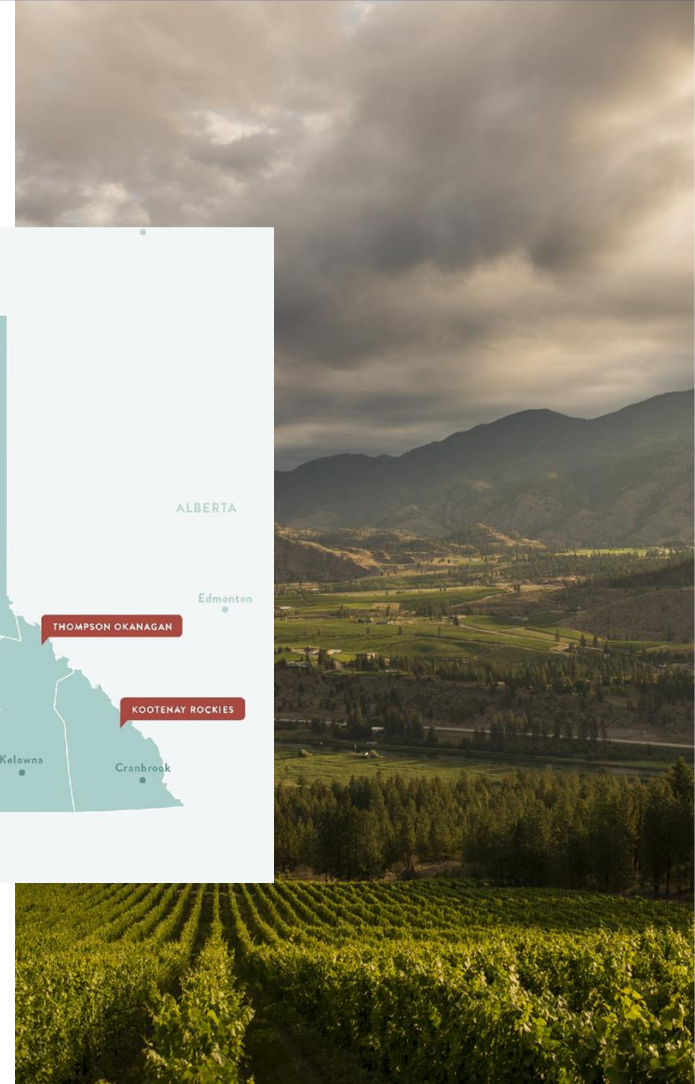 ALBERTA
Edmonton
THOMPSON OKANAGAN
KOOTENAY ROCKIES
Kelowna
Cranbrook